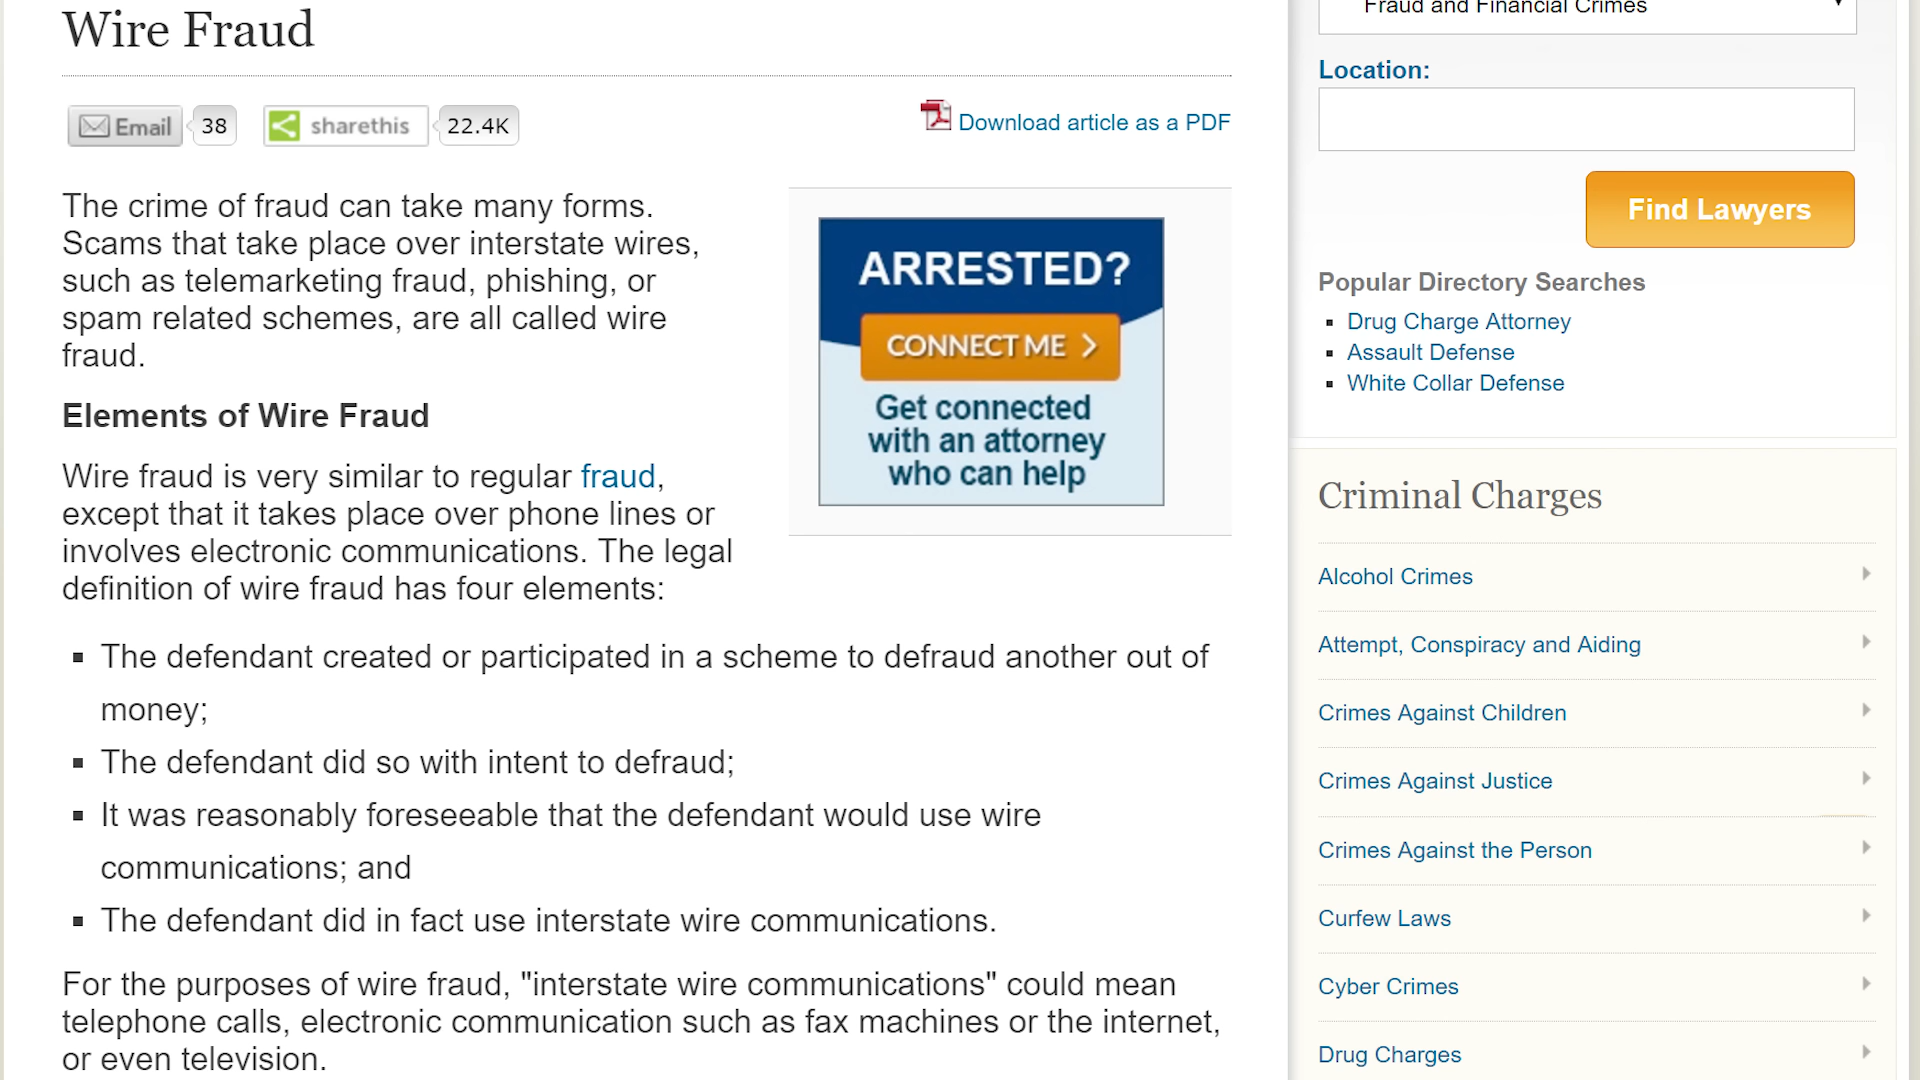 Wire Fraud
Email
38
sharethis
22.4K
Download article as a PDF
The crime of fraud can take many forms.
Scams that take place over interstate wires,
such as telemarketing fraud, phishing, or
spam related schemes, are all called wire
fraud.
ARRESTED?
CONNECT ME
Get connected
with an attorney
who can help
Elements of Wire Fraud
Wire fraud is very similar to regular fraud,
except that it takes place over phone lines or
involves electronic communications. The legal
definition of wire fraud has four elements:
The defendant created or participated in a scheme to defraud another out of
money;
The defendant did so with intent to defraud;
It was reasonably foreseeable that the defendant would use wire
communications; and
The defendant did in fact use interstate wire communications.
For the purposes of wire fraud, "interstate wire communications" could mean
telephone calls, electronic communication such as fax machines or the internet,
or even television.
Fraud and Financial Crimes
Location:
Find Lawyers
Popular Directory Searches
Drug Charge Attorney
Assault Defense
White Collar Defense
Criminal Charges
Alcohol Crimes
Attempt, Conspiracy and Aiding
Crimes Against Children
Crimes Against Justice
Crimes Against the Person
Curfew Laws
Cyber Crimes
Drug Charges